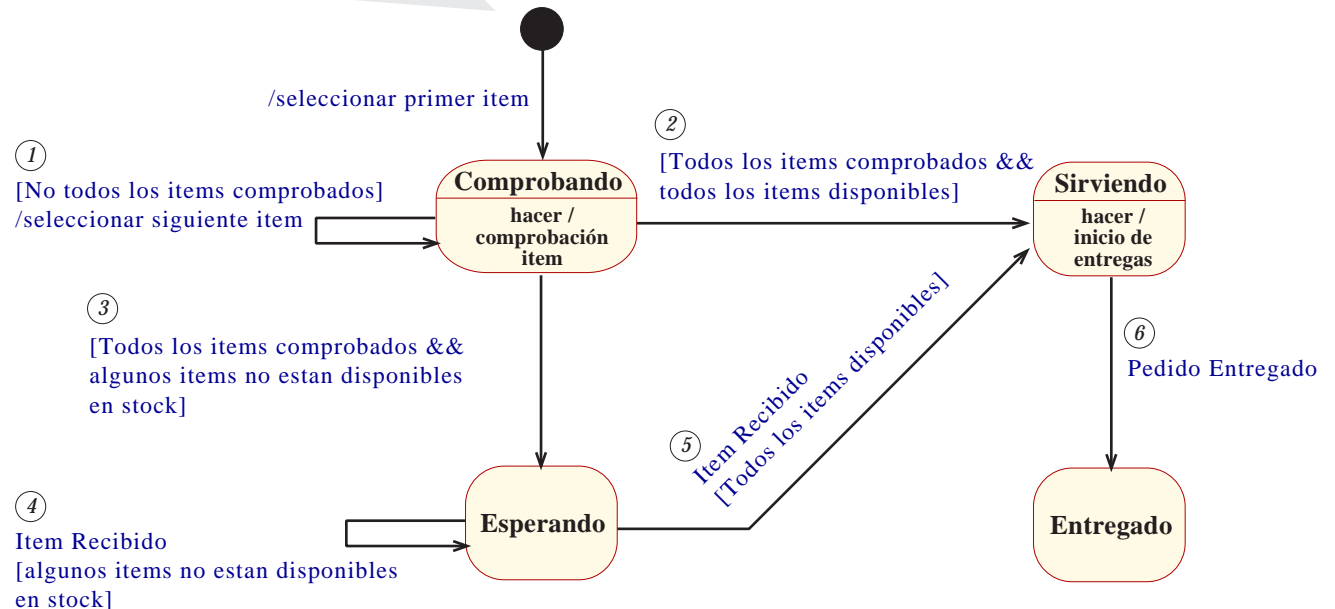 /seleccionar primer item
1
[No todos los items comprobados]
/seleccionar siguiente item
Comprobando
hacer /
comprobación
item
2
[Todos los items comprobados &&
todos los items disponibles]
Sirviendo
hacer /
inicio de
entregas
3
[Todos los items comprobados &&
algunos items no estan disponibles
en stock]
4
Item Recibido
[algunos items no estan disponibles
en stock]
Esperando
5
Item Recibido
[Todos los items disponibles]
6
Pedido Entregado
Entregado